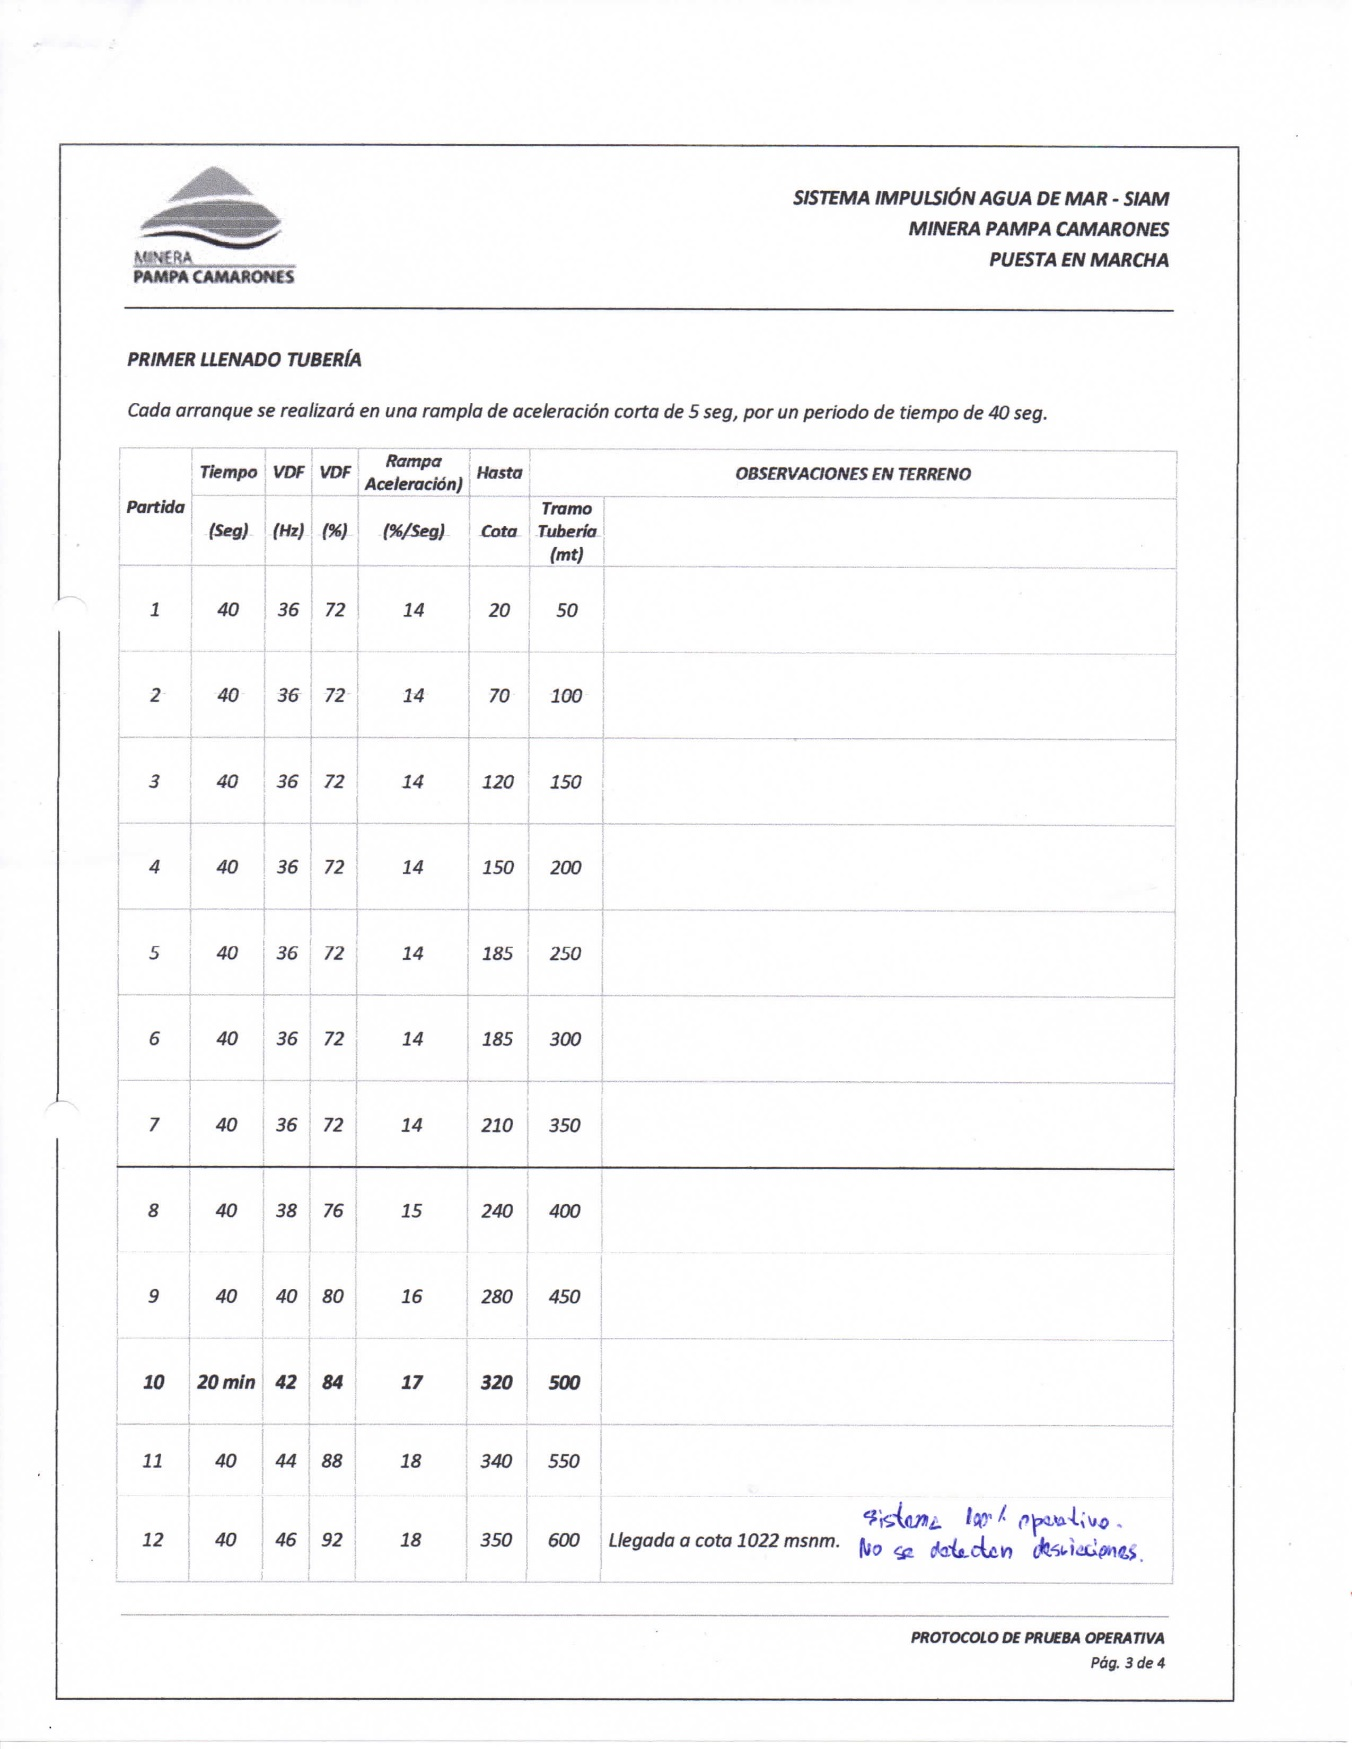 MINERA
PAMPA CAMARONES
SISTEMA IMPULSIÓN AGUA DE MAR - SIAM
MINERA PAMPA CAMARONES
PUESTA EN MARCHA
PRIMER LLENADO TUBERÍA
Cada arranque se realizará en una rampla de aceleración corta de 5 seg, por un periodo de tiempo de 40 seg.
Partida Tiempo VDF VDF Rampa Aceleración) Hasta OBSERVACIONES EN TERRENO
(Seg) (Hz) (%) (%/Seg) Cota Tramo Tubería (mt)
1 40 36 72 14 20 50
2 40 36 72 14 70 100
3 40 36 72 14 120 150
4 40 36 72 14 150 200
5 40 36 72 14 185 250
6 40 36 72 14 185 300
7 40 36 72 14 210 350
8 40 38 76 15 240 400
9 40 40 80 16 280 450
10 20 min 42 84 17 320 500
11 40 44 88 18 340 550
12 40 46 92 18 350 600 Llegada a cota 1022 msnm.
Sistema 100% operativo.
No se detectan desviaciones.
PROTOCOLO DE PRUEBA OPERATIVA
Pág. 3 de 4